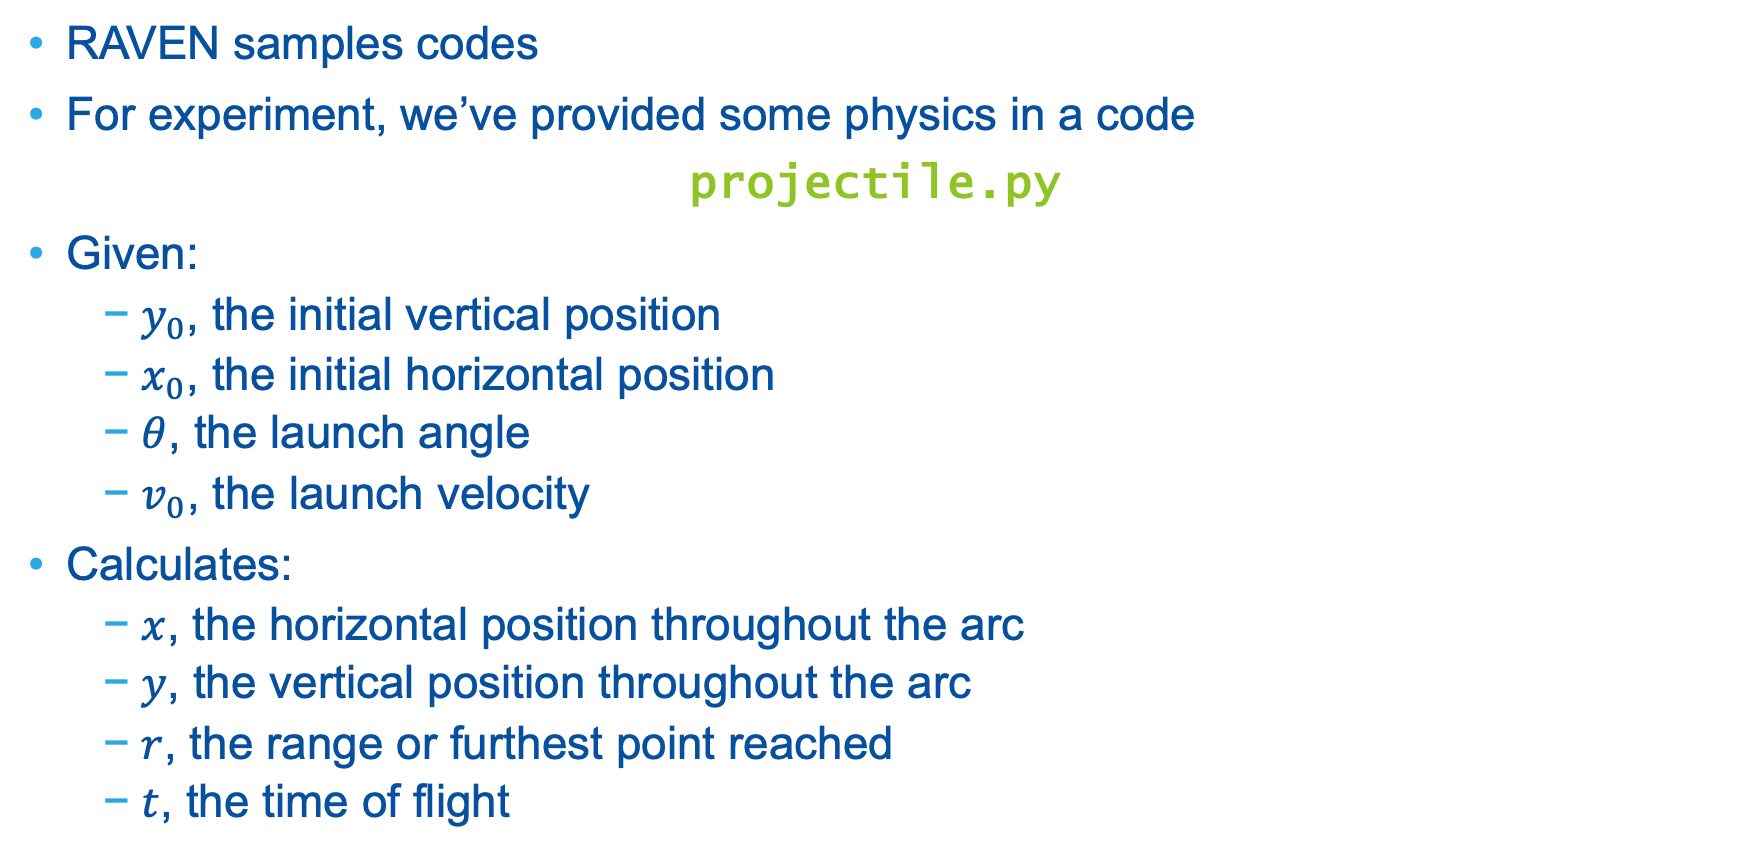 • RAVEN samples codes
• For experiment, we’ve provided some physics in a code
projectile.py
• Given:
– y₀, the initial vertical position
– x₀, the initial horizontal position
– θ, the launch angle
– v₀, the launch velocity
• Calculates:
– x, the horizontal position throughout the arc
– y, the vertical position throughout the arc
– r, the range or furthest point reached
– t, the time of flight